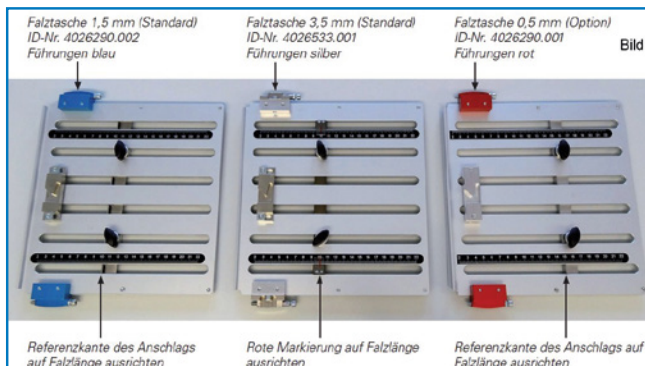 Falztasche 1,5 mm (Standard)
ID-Nr. 4026290.002
Führungen blau
Falztasche 3,5 mm (Standard)
ID-Nr. 4026533.001
Führungen silber
Falztasche 0,5 mm (Option)
ID-Nr. 4026290.001
Führungen rot
Bild
Referenzkante des Anschlags
auf Falzlänge ausrichten
Rote Markierung auf Falzlänge
ausrichten
Referenzkante des Anschlags auf
Falzlänge ausrichten